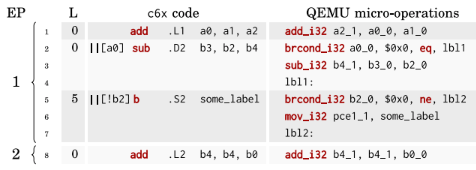 EP L c6x code QEMU micro-operations
1 0 add .L1 a0, a1, a2 add_i32 a2_1, a0_0, a1_0
2 0 ||[a0] sub .D2 b3, b2, b4 brcond_i32 a0_0, $0x0, eq, lbl1
3 sub_i32 b4_1, b3_0, b2_0
1 4 lbl1:
5 5 ||[!b2] b .S2 some_label brcond_i32 b2_0, $0x0, ne, lbl2
6 mov_i32 pce1_1, some_label
7 lbl2:
2 8 0 add .L2 b4, b4, b0 add_i32 b4_1, b4_1, b0_0